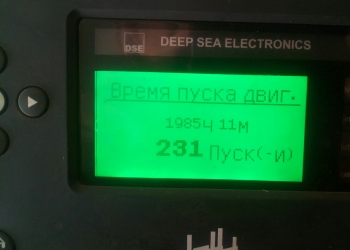 DSE DEEP SEA ELECTRONICS
Время пуска двиг.
1985ч 11м
231 Пуск(-и)